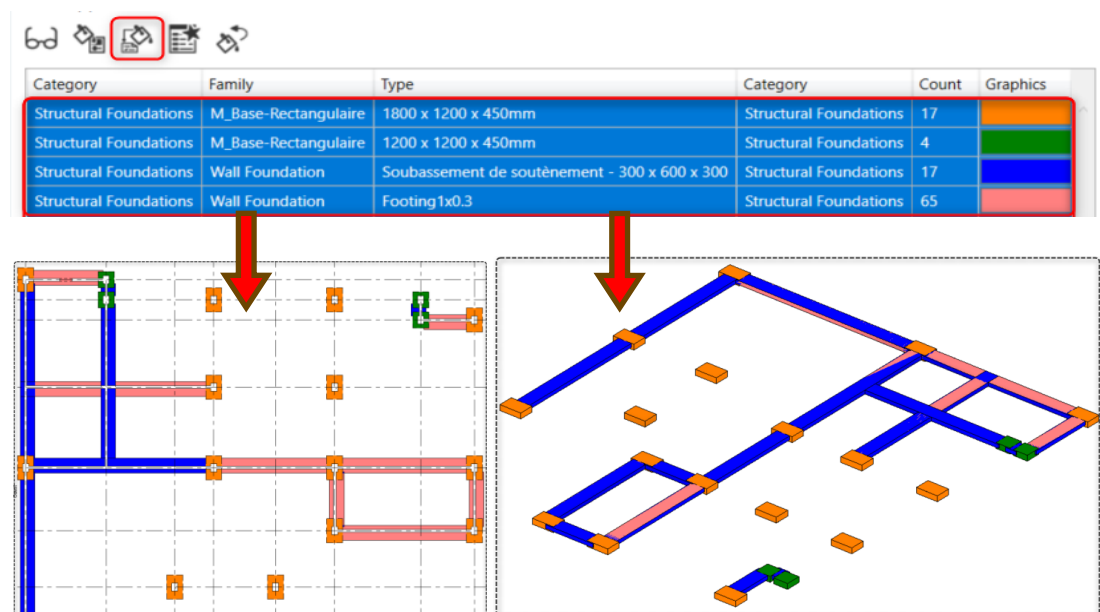 Category Family Type Category Count Graphics
Structural Foundations M_Base-Rectangulaire 1800 x 1200 x 450mm Structural Foundations 17
Structural Foundations M_Base-Rectangulaire 1200 x 1200 x 450mm Structural Foundations 4
Structural Foundations Wall Foundation Soubassement de soutènement - 300 x 600 x 300 Structural Foundations 17
Structural Foundations Wall Foundation Footing1x0.3 Structural Foundations 65